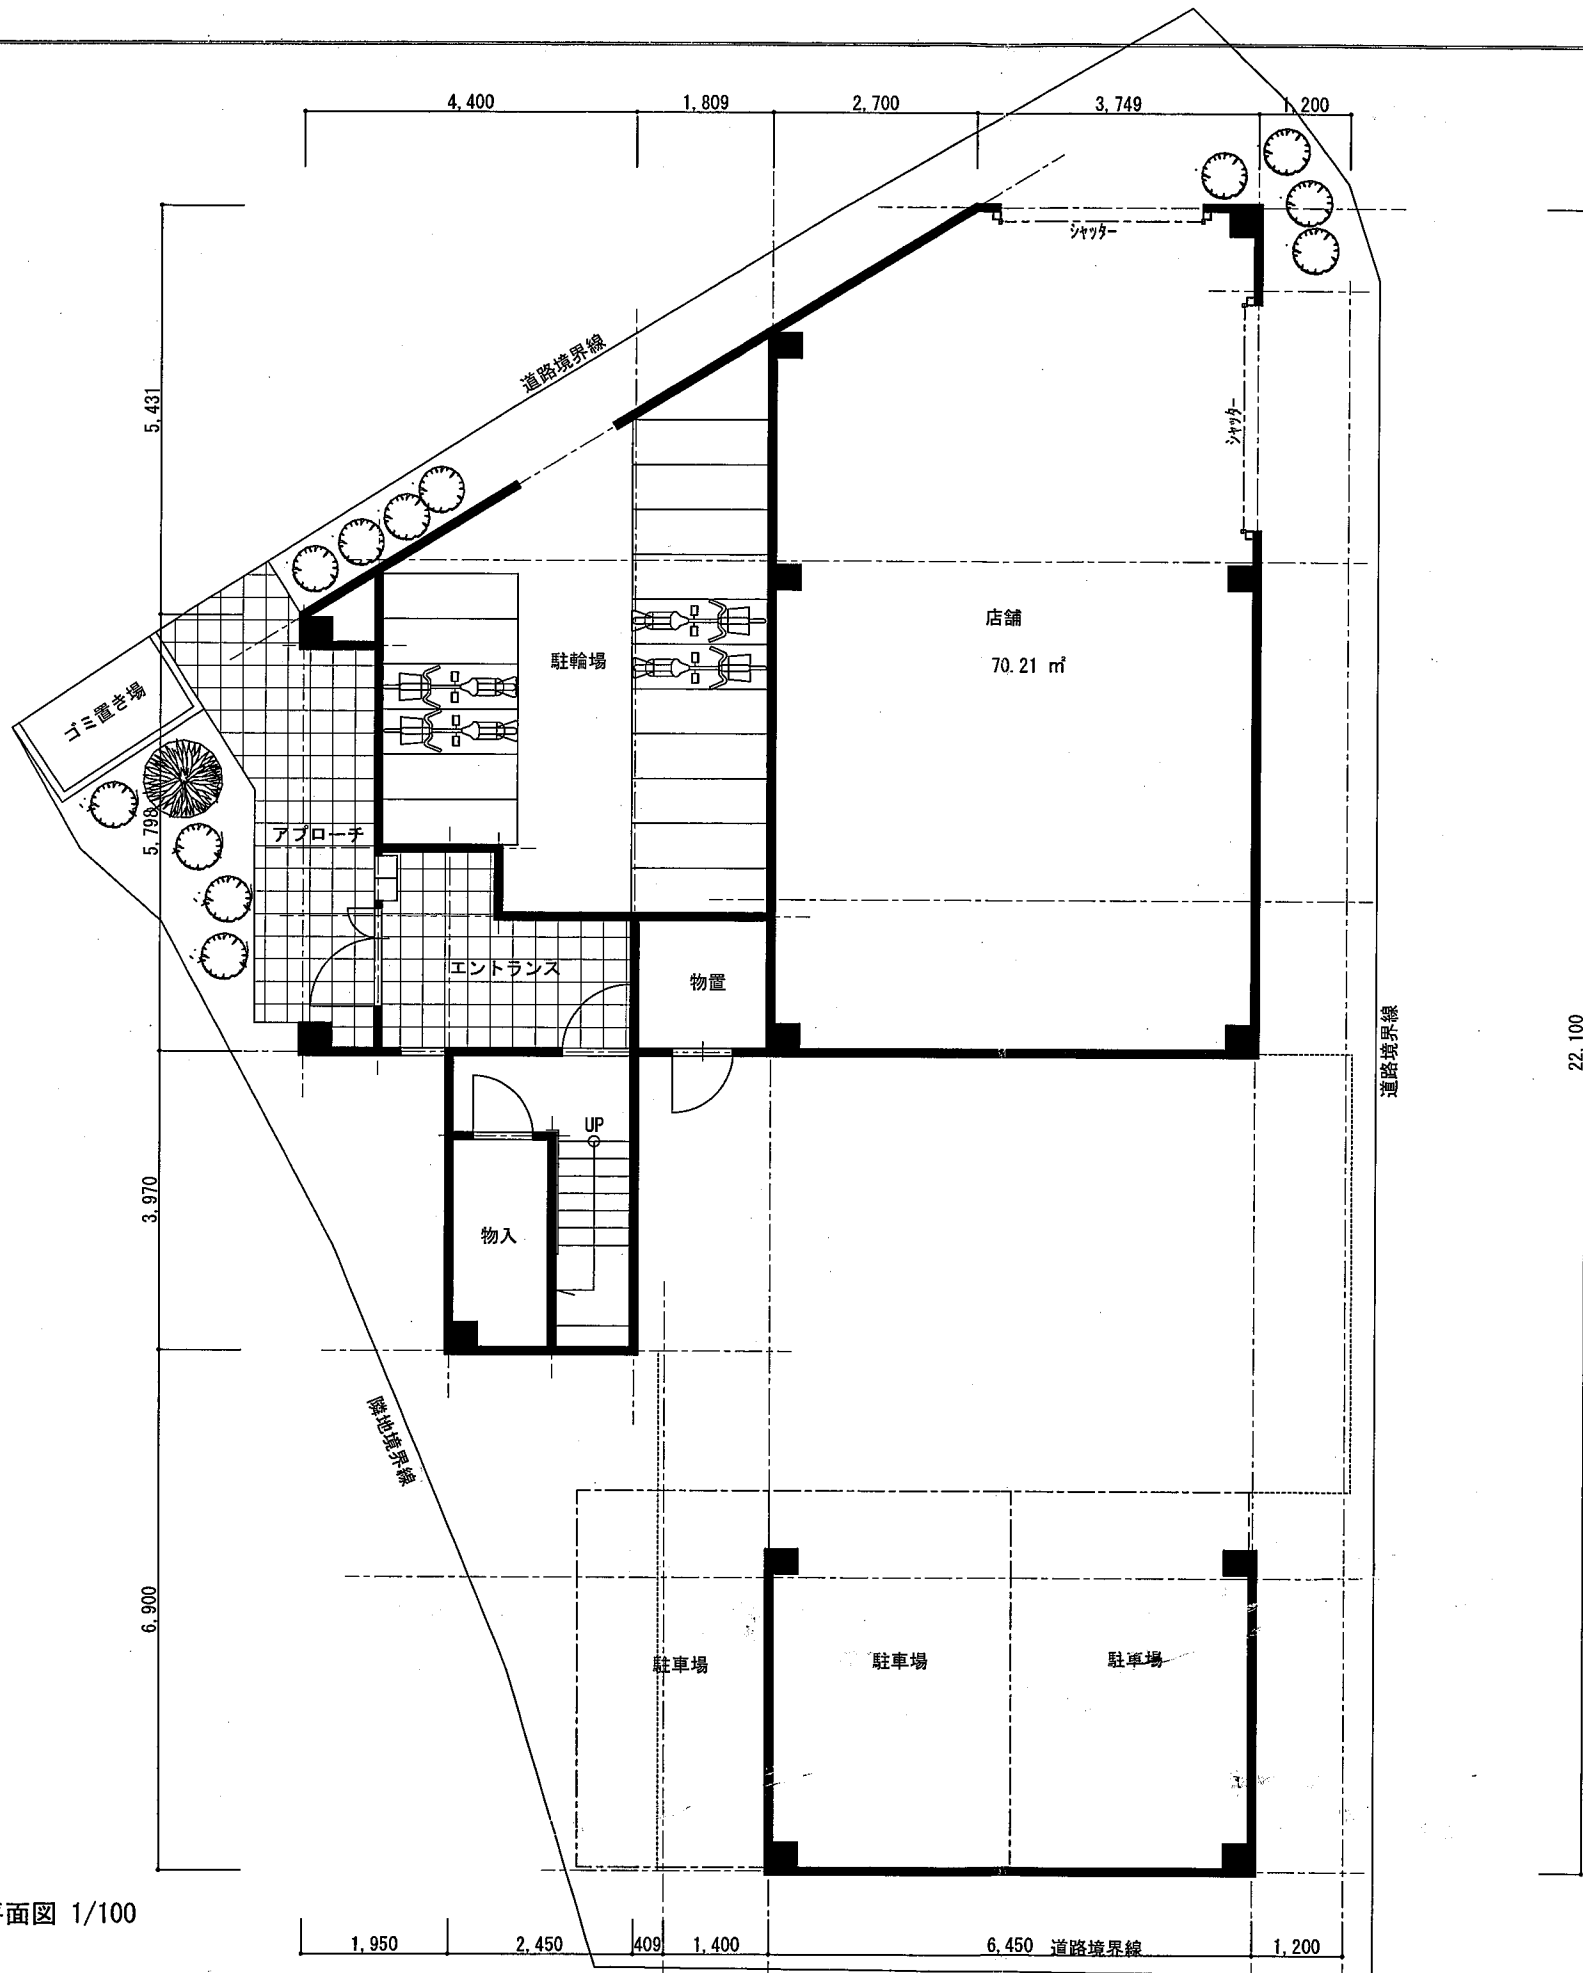 4,400
1,809
2,700
3,749
1,200
シャッター
道路境界線
5,431
シャッター
店舗
70.21 ㎡
駐輪場
ゴミ置き場
5,798
アプローチ
エントランス
物置
道路境界線
22,100
UP
3,970
物入
隣地境界線
6,900
駐車場
駐車場
駐車場
面図 1/100
1,950
2,450
409
1,400
6,450
道路境界線
1,200